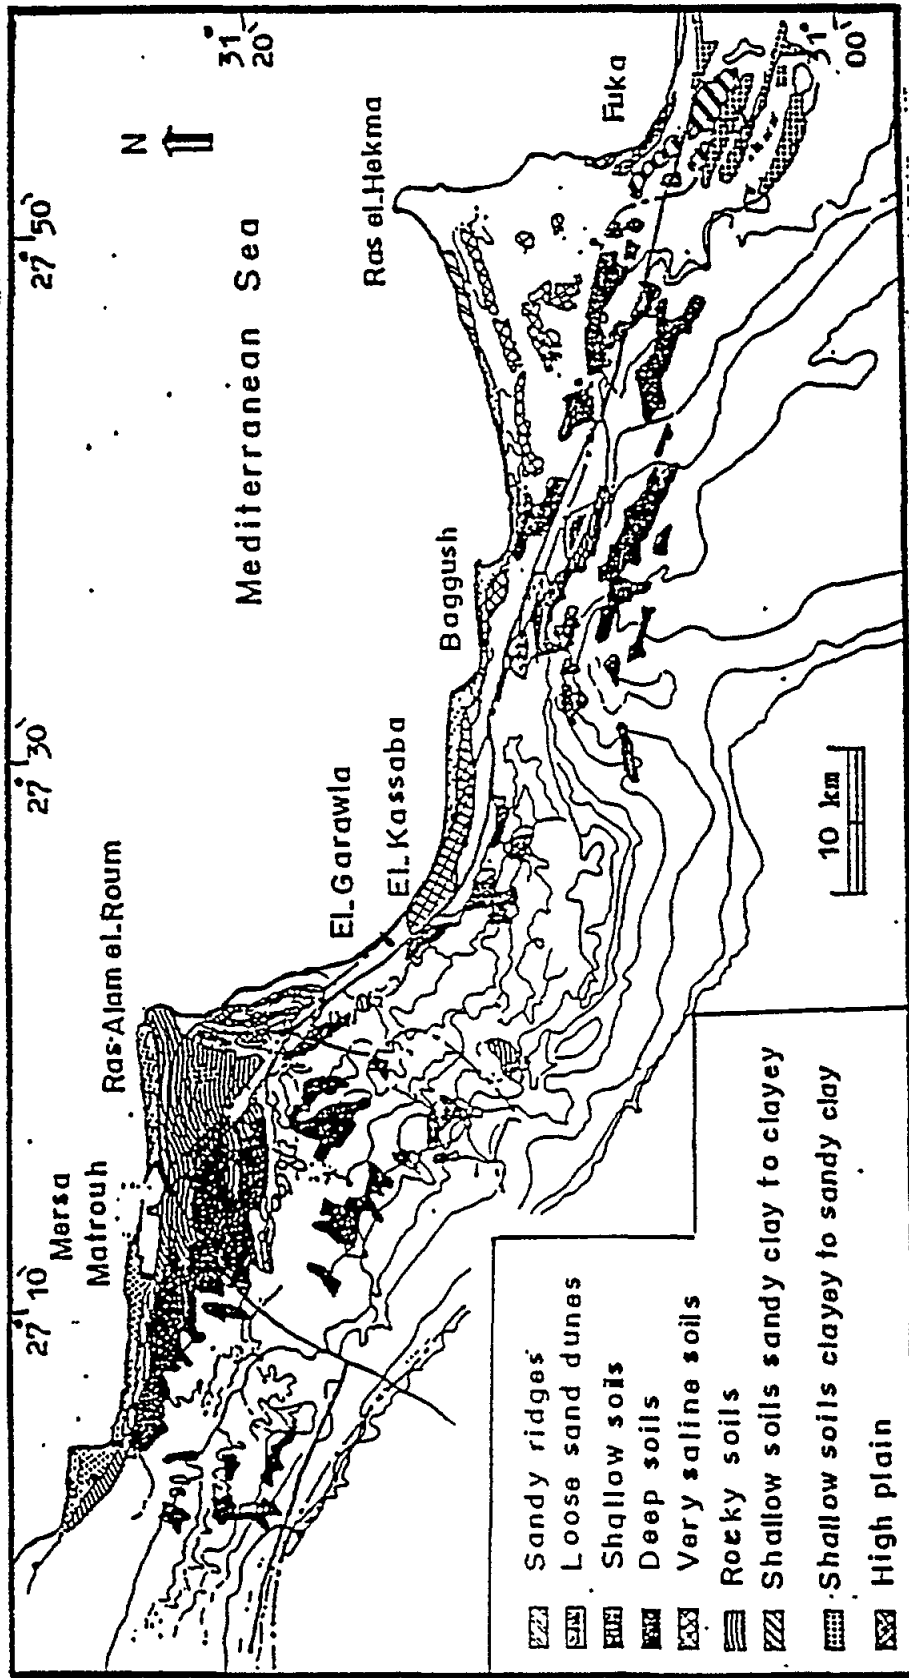 27° 10'
27° 30'
27° 50'
31° 20'
31° 00'
N
Mediterranean Sea
Mersa
Matrouh
Ras-Alam el-Roum
El-Garawla
El-Kassaba
Baggush
Ras el-Hekma
Fuka
10 km
Sandy ridges
Loose sand dunes
Shallow soils
Deep soils
Very saline soils
Rocky soils
Shallow soils sandy clay to clayey
Shallow soils clayey to sandy clay
High plain